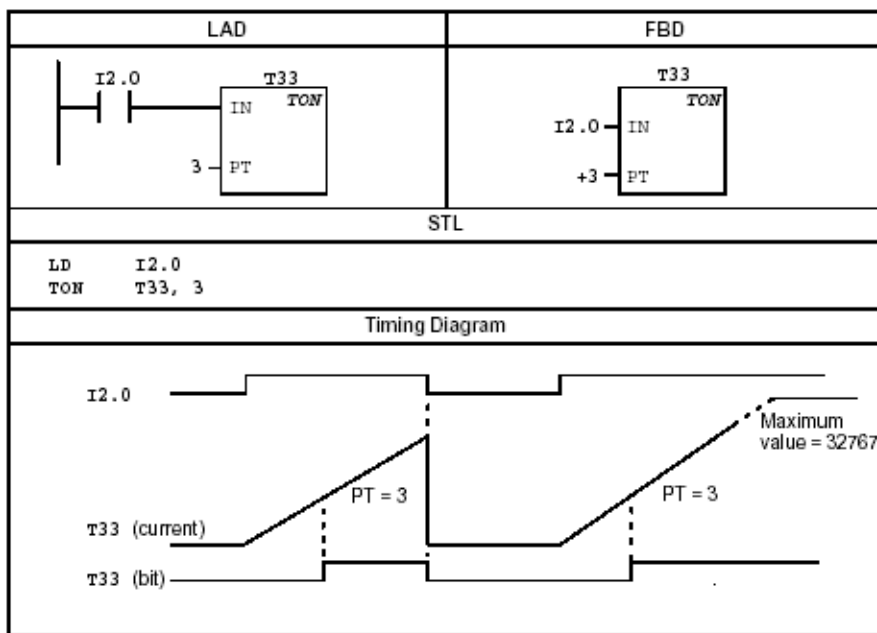 LAD
FBD
I2.0
T33
IN TON
3 PT
T33
TON
I2.0 IN
+3 PT
STL
LD I2.0
TON T33, 3
Timing Diagram
I2.0
Maximum
value = 32767
PT = 3
PT = 3
T33 (current)
T33 (bit)